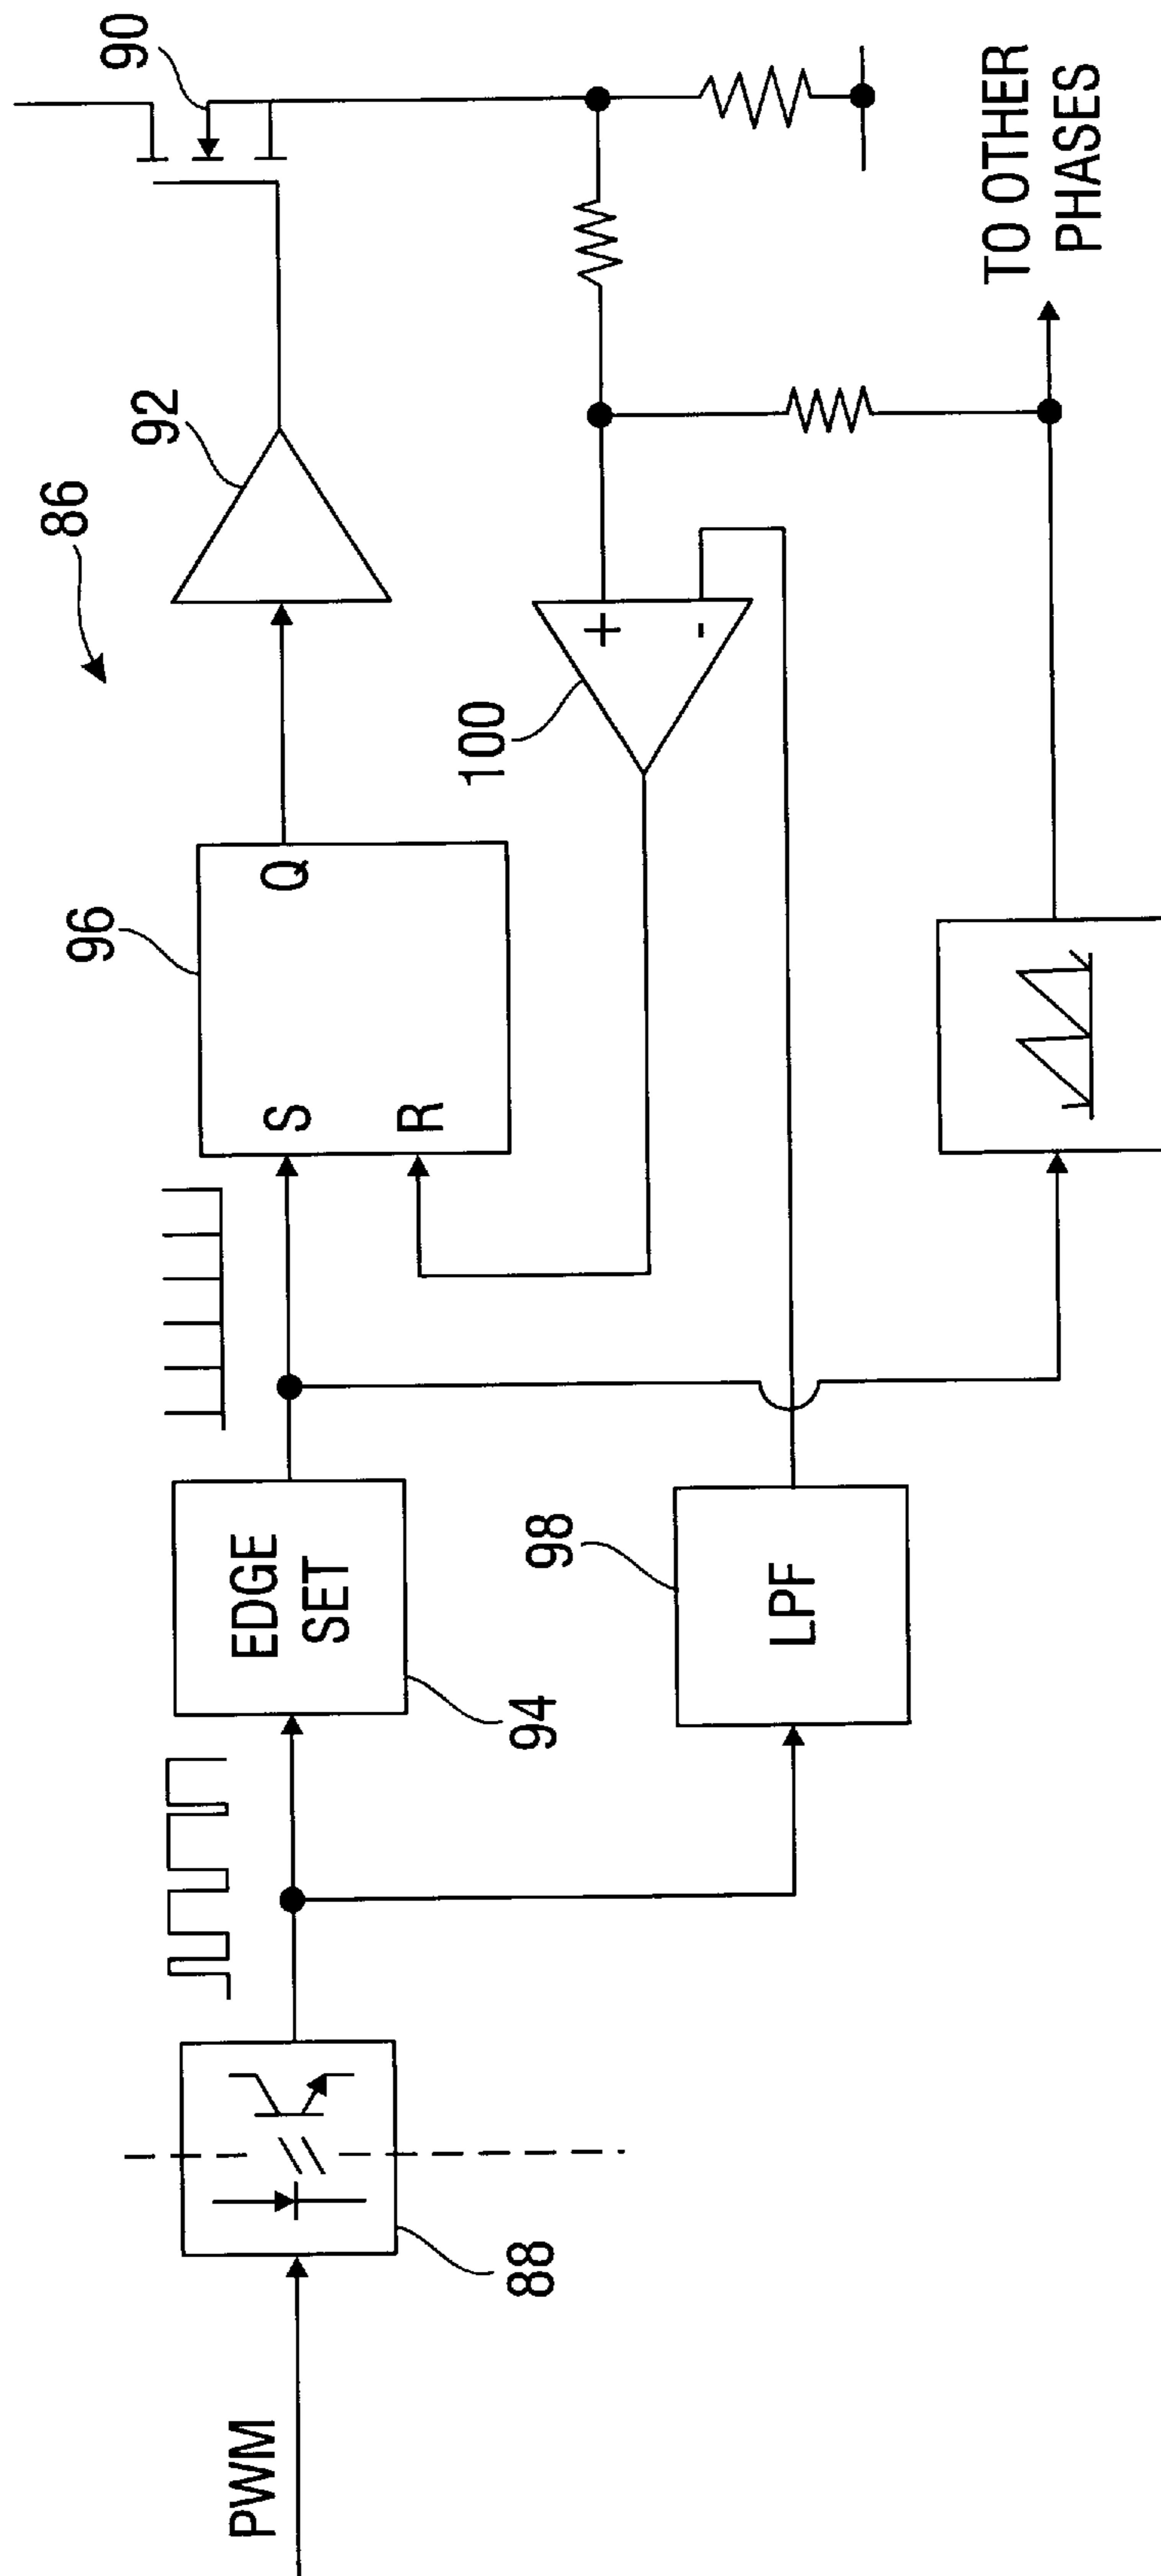 86
90
92
96
S
Q
R
PWM
88
EDGE
SET
94
98
LPF
100
+
-
TO OTHER
PHASES